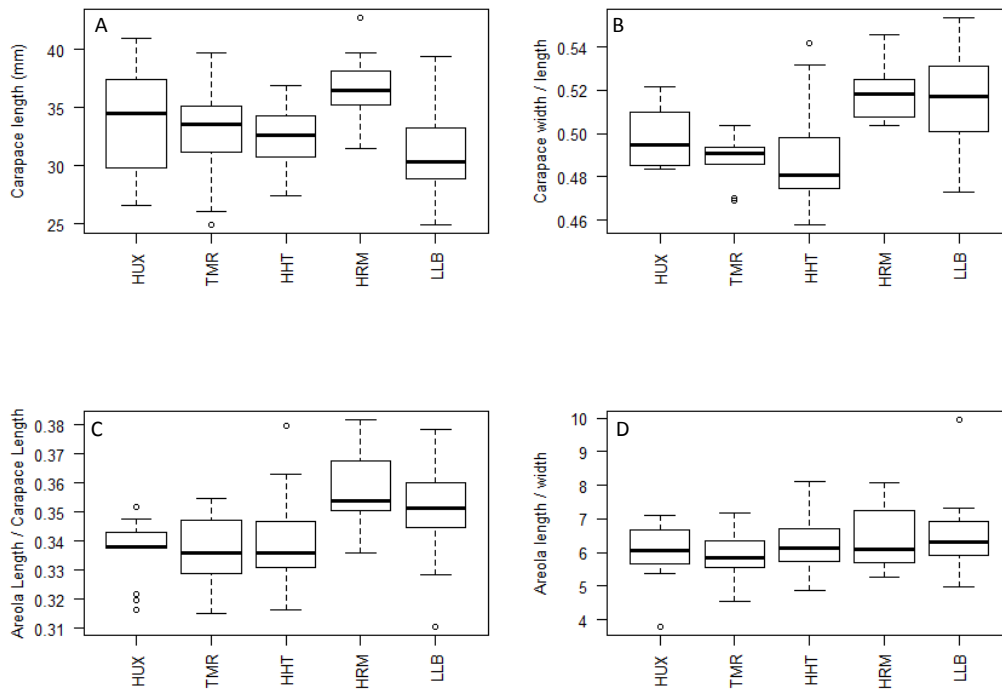 A
Carapace length (mm)
40
35
30
25
HUX
TMR
HHT
HRM
LLB
B
Carapace width / length
0.54
0.52
0.50
0.48
0.46
HUX
TMR
HHT
HRM
LLB
C
Areola Length / Carapace Length
0.38
0.37
0.36
0.35
0.34
0.33
0.32
0.31
HUX
TMR
HHT
HRM
LLB
D
Areola length / width
10
9
8
7
6
5
4
HUX
TMR
HHT
HRM
LLB